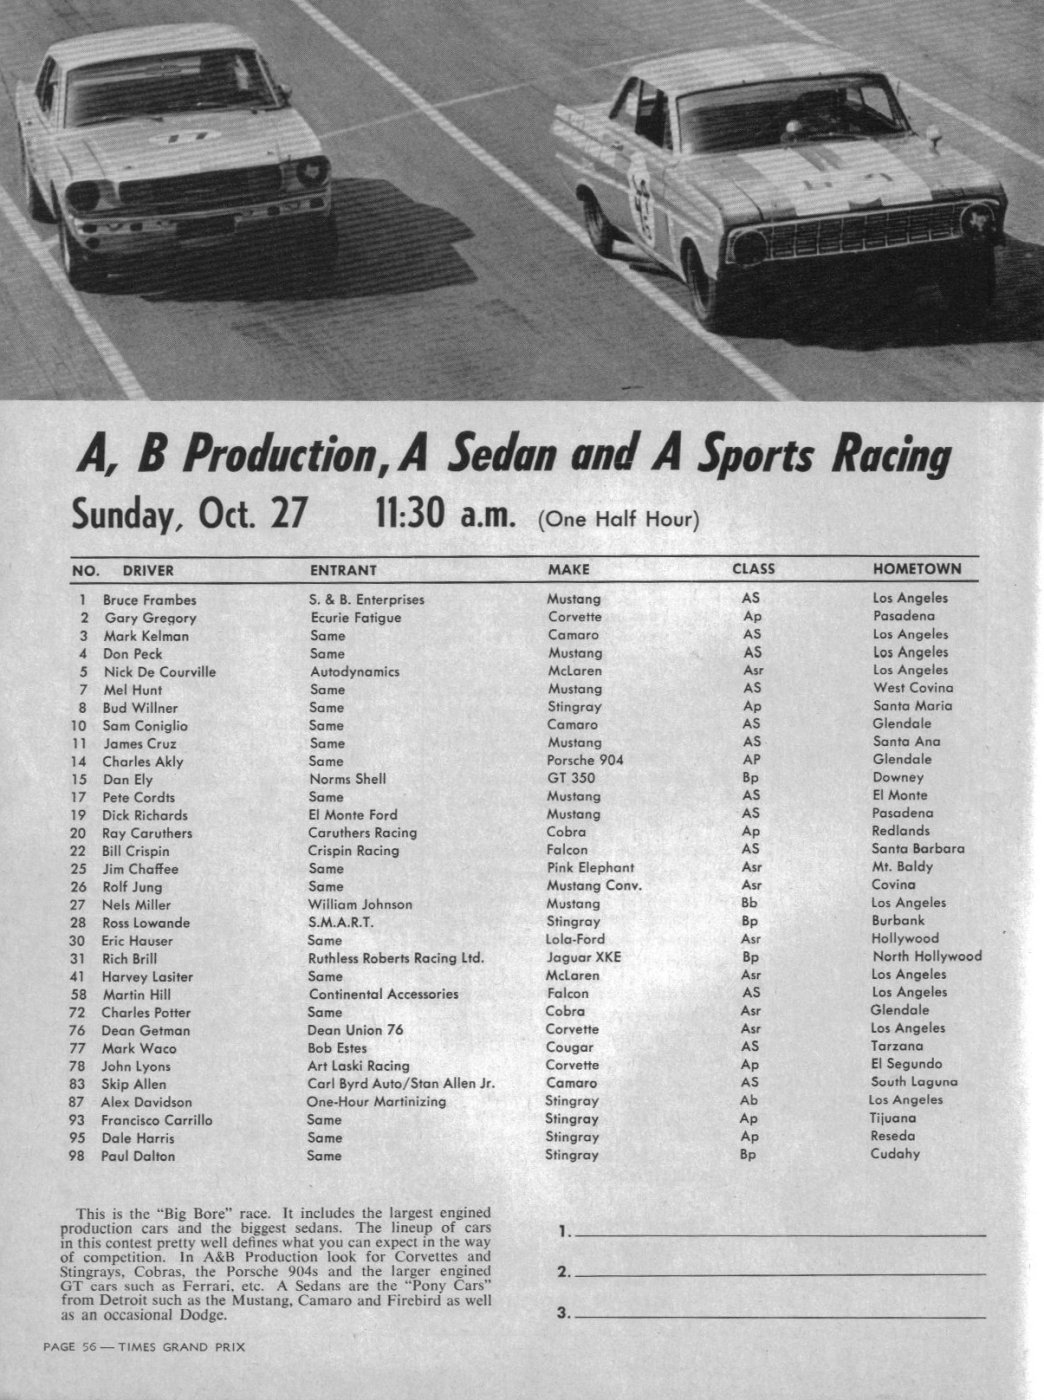 11
A, B Production, A Sedan and A Sports Racing
Sunday, Oct. 27 11:30 a.m. (One Half Hour)
NO. DRIVER ENTRANT MAKE CLASS HOMETOWN
1 Bruce Frambes S. & B. Enterprises Mustang AS Los Angeles
2 Gary Gregory Ecurie Fatigue Corvette Ap Pasadena
3 Mark Kelman Same Camaro AS Los Angeles
4 Don Peck Same Mustang AS Los Angeles
5 Nick De Courville Autodynamics McLaren Asr Los Angeles
7 Mel Hunt Same Mustang AS West Covina
8 Bud Willner Same Stingray Ap Santa Maria
10 Sam Coniglio Same Camaro AS Glendale
11 James Cruz Same Mustang AS Santa Ana
14 Charles Akly Same Porsche 904 AP Glendale
15 Dan Ely Norms Shell GT 350 Bp Downey
17 Pete Cordts Same Mustang AS El Monte
19 Dick Richards El Monte Ford Mustang AS Pasadena
20 Ray Caruthers Caruthers Racing Cobra Ap Redlands
22 Bill Crispin Crispin Racing Falcon AS Santa Barbara
25 Jim Chaffee Same Pink Elephant Asr Mt. Baldy
26 Rolf Jung Same Mustang Conv. Asr Covina
27 Nels Miller William Johnson Mustang Bb Los Angeles
28 Ross Lowande S.M.A.R.T. Stingray Bp Burbank
30 Eric Hauser Same Lola-Ford Asr Hollywood
31 Rich Brill Ruthless Roberts Racing Ltd. Jaguar XKE Bp North Hollywood
41 Harvey Lasiter Same McLaren Asr Los Angeles
58 Martin Hill Continental Accessories Falcon AS Los Angeles
72 Charles Potter Same Cobra Asr Glendale
76 Dean Getman Dean Union 76 Corvette Asr Los Angeles
77 Mark Waco Bob Estes Cougar AS Tarzana
78 John Lyons Art Laski Racing Corvette Ap El Segundo
83 Skip Allen Carl Byrd Auto/Stan Allen Jr. Camaro AS South Laguna
87 Alex Davidson One-Hour Martinizing Stingray Ab Los Angeles
93 Francisco Carrillo Same Stingray Ap Tijuana
95 Dale Harris Same Stingray Ap Reseda
98 Paul Dalton Same Stingray Bp Cudahy
This is the “Big Bore” race. It includes the largest engined
production cars and the biggest sedans. The lineup of cars
in this contest pretty well defines what you can expect in the way
of competition. In A&B Production look for Corvettes and
Stingrays, Cobras, the Porsche 904s and the larger engined
GT cars such as Ferrari, etc. A Sedans are the “Pony Cars”
from Detroit such as the Mustang, Camaro and Firebird as well
as an occasional Dodge.
1.
2.
3.
PAGE 56 — TIMES GRAND PRIX